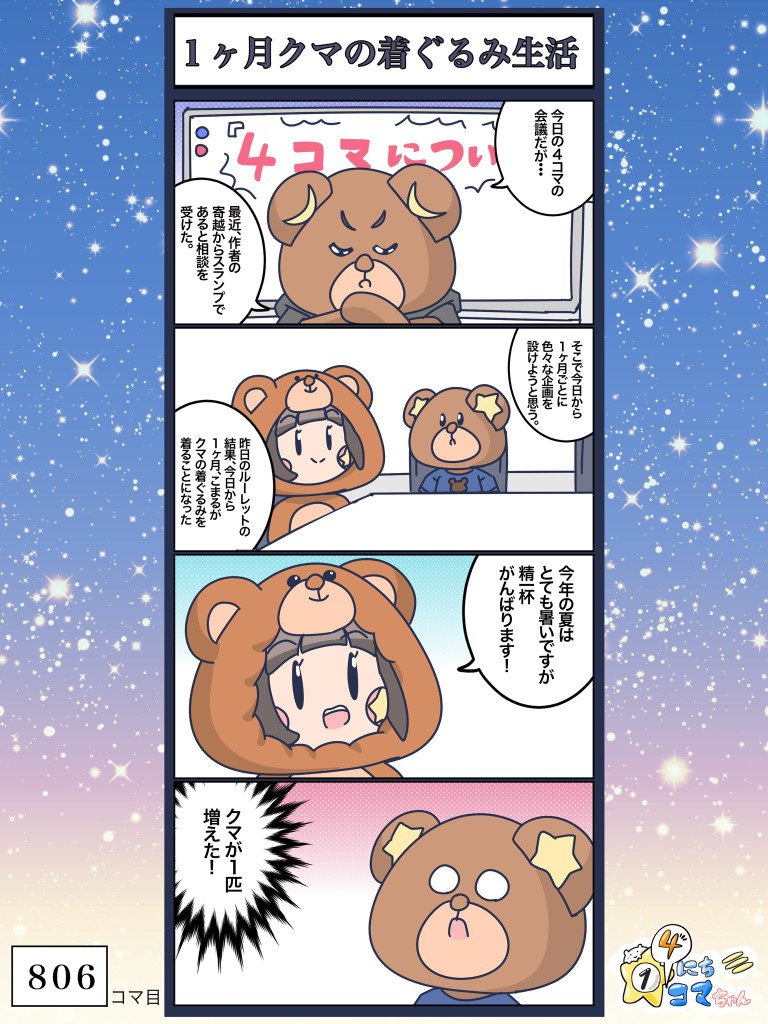 １ヶ月クマの着ぐるみ生活
４コマについ
今日の４コマの
会議だが…
最近、作者の
寄越からスランプで
あると相談を
受けた。
そこで今日から
１ヶ月ごとに
色々な企画を
設けようと思う。
昨日のルーレットの
結果、今日から
１ヶ月、こまるが
クマの着ぐるみを
着ることになった
今年の夏は
とても暑いですが
精一杯
がんばります！
クマが１匹
増えた！
806
コマ目
1
にち
4
コマ
ちゃん